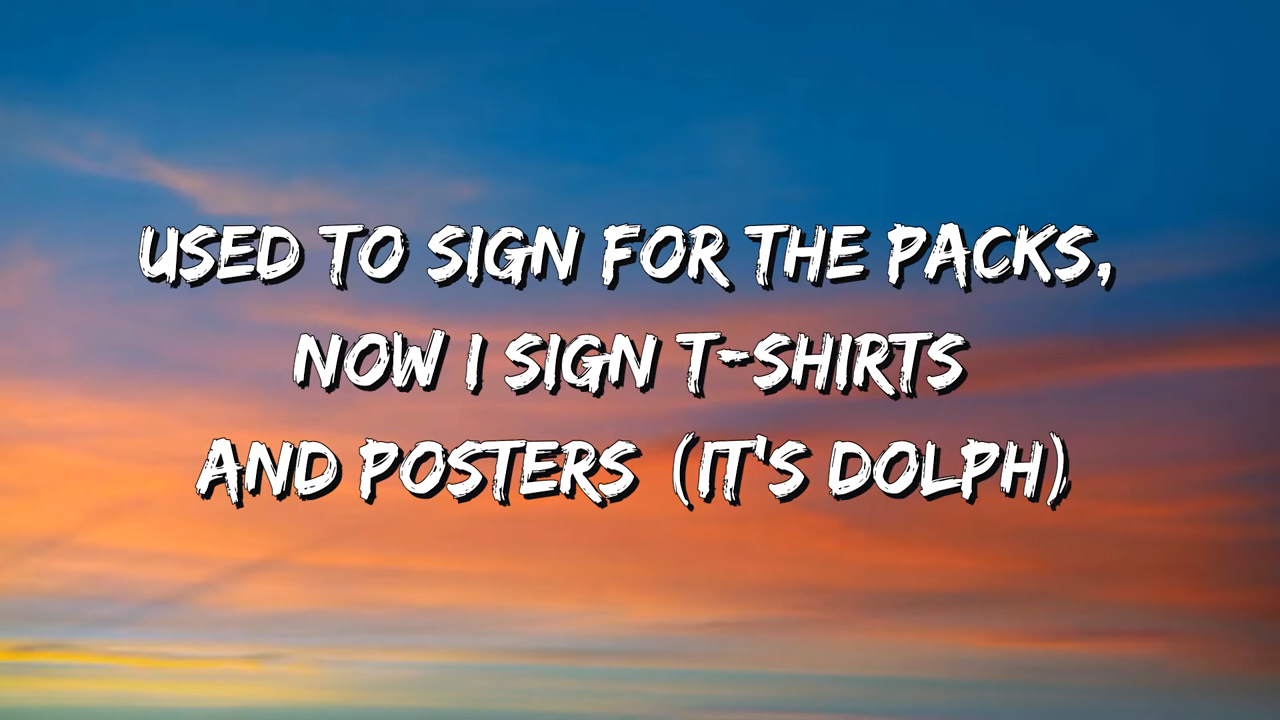 USED TO SIGN FOR THE PACKS,
NOW I SIGN T-SHIRTS
AND POSTERS (IT'S DOLPH)